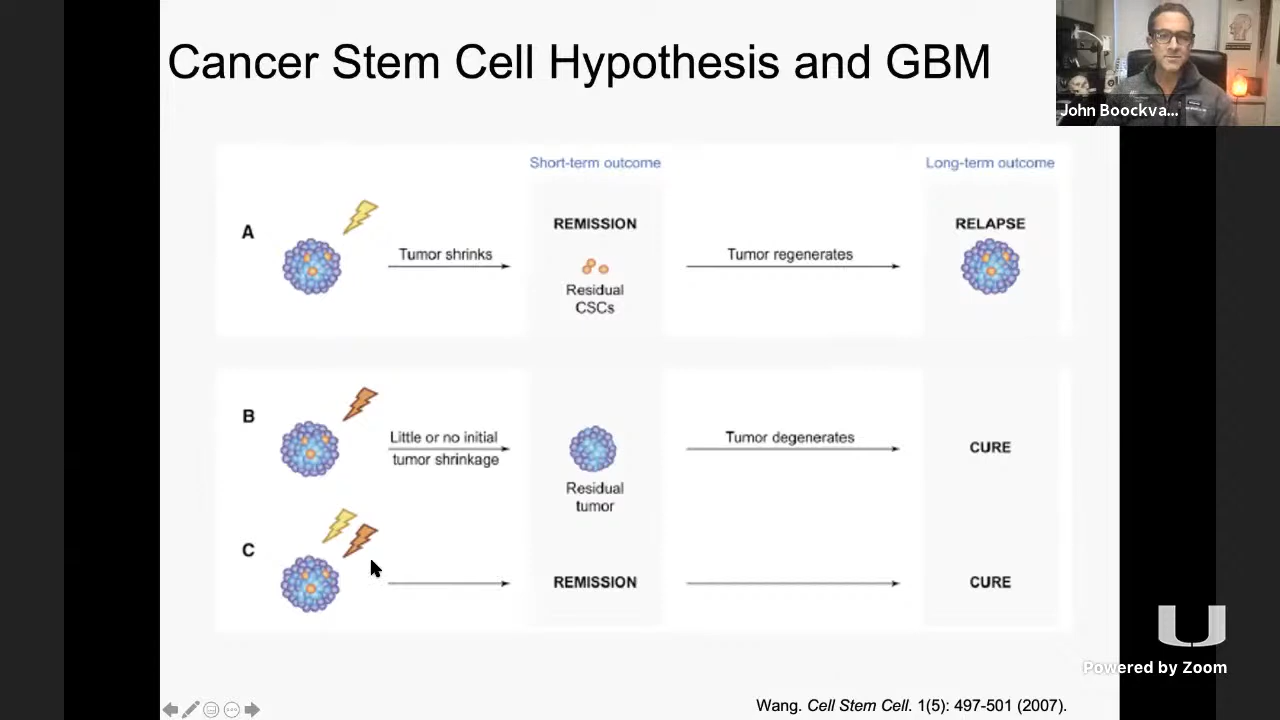 Cancer Stem Cell Hypothesis and GBM
John Boockva...
Short-term outcome
Long-term outcome
A
Tumor shrinks
REMISSION
Residual
CSCs
Tumor regenerates
RELAPSE
B
Little or no initial
tumor shrinkage
Residual
tumor
Tumor degenerates
CURE
C
REMISSION
CURE
U
Powered by Zoom
Wang. Cell Stem Cell. 1(5): 497-501 (2007).